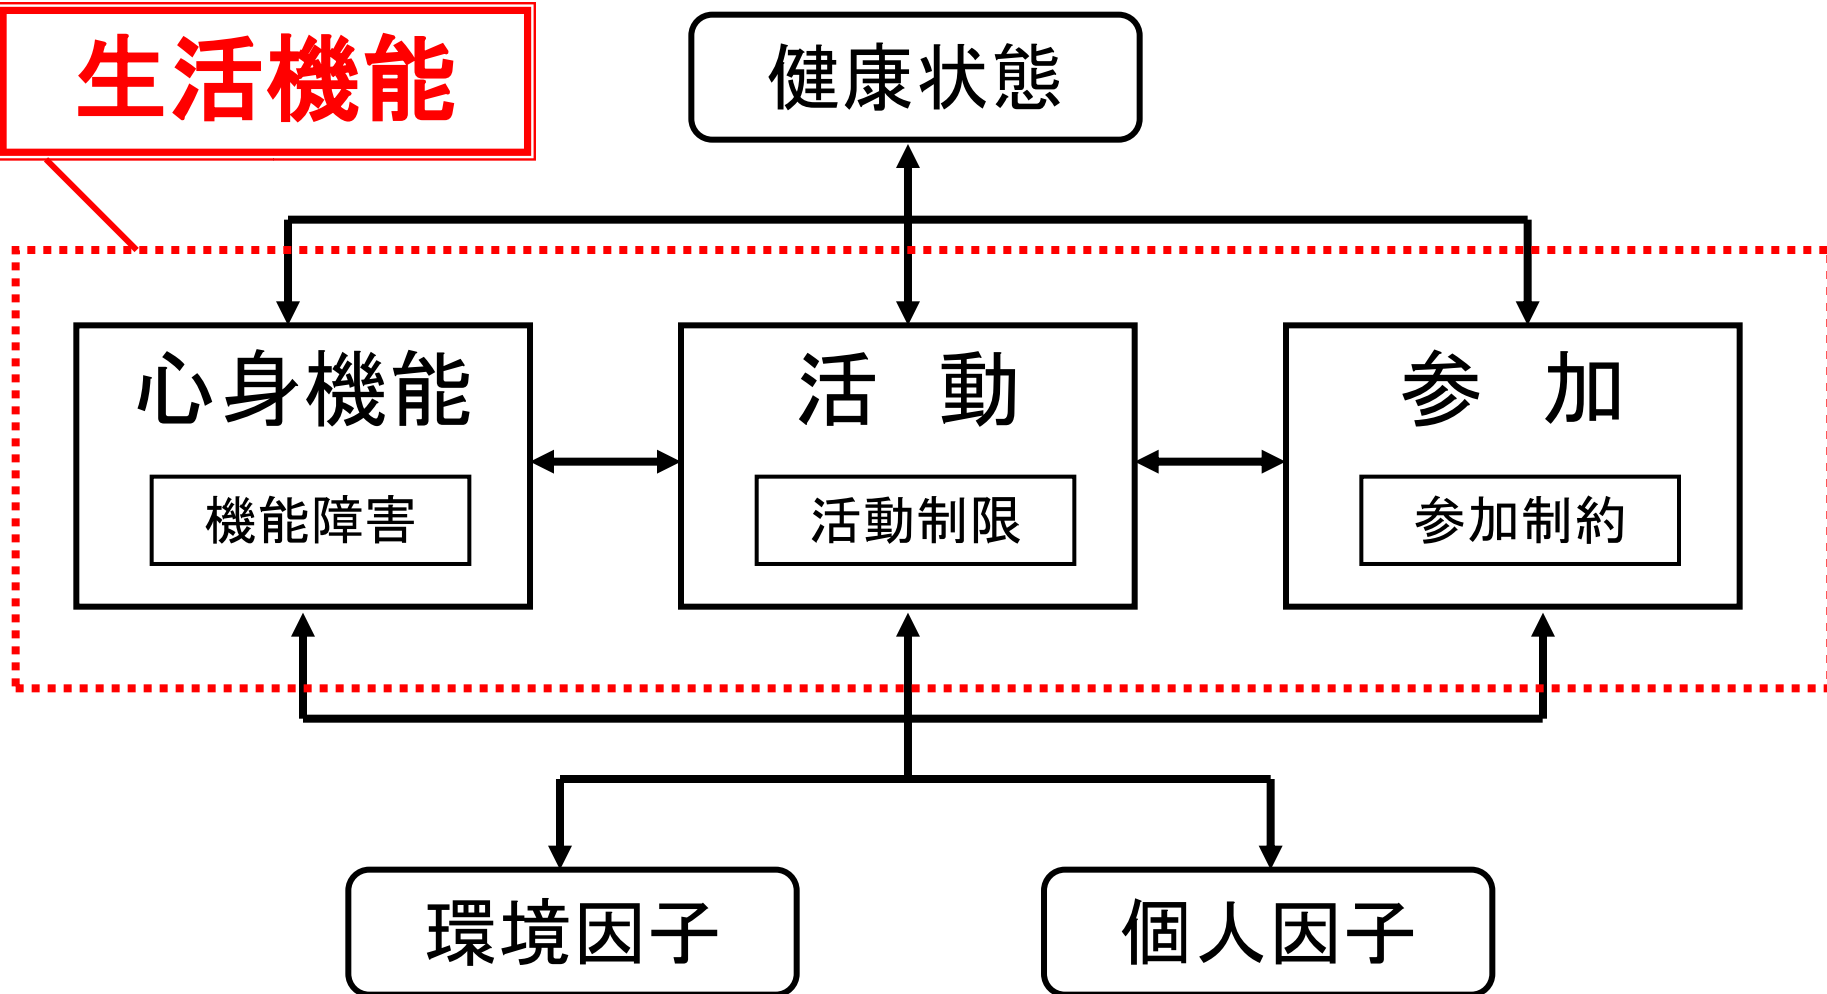 生活機能
健康状態
心身機能
活 動
参 加
機能障害
活動制限
参加制約
環境因子
個人因子